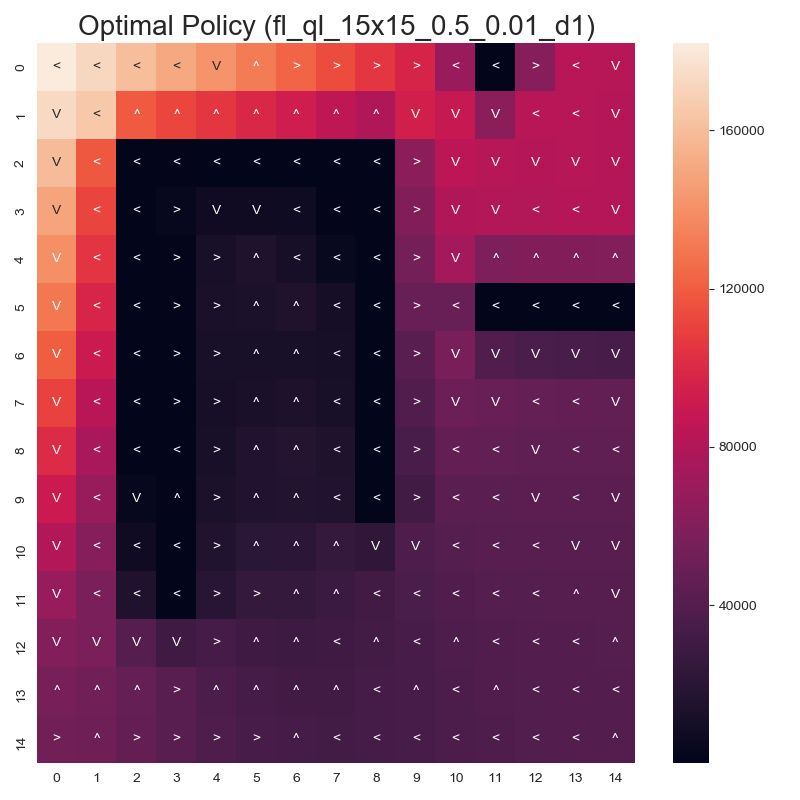 Optimal Policy (fl_ql_15x15_0.5_0.01_d1)
0 < < < < V ^ > > > > < < > < V
1 V < ^ ^ ^ ^ ^ ^ ^ V V V < < V
2 V < < < < < < < < > V V V V V
3 V < < > V V < < < > V V < < V
4 V < < > > ^ < < < > V ^ ^ ^ ^
5 V < < > > ^ ^ < < > < < < < <
6 V < < > > ^ ^ < < > V V V V V
7 V < < > > ^ ^ < < > V V < < V
8 V < < < > ^ ^ < < > < < V < <
9 V < V ^ > ^ ^ < < > < < V < V
10 V < < < > ^ ^ ^ V V < < < V V
11 V < < < > > ^ ^ < < < < < ^ V
12 V V V V > ^ ^ < ^ < ^ < < < ^
13 ^ ^ ^ > ^ ^ ^ ^ < ^ < ^ < < <
14 > ^ > > > > ^ < < < < < < < ^
0 1 2 3 4 5 6 7 8 9 10 11 12 13 14
160000
120000
80000
40000